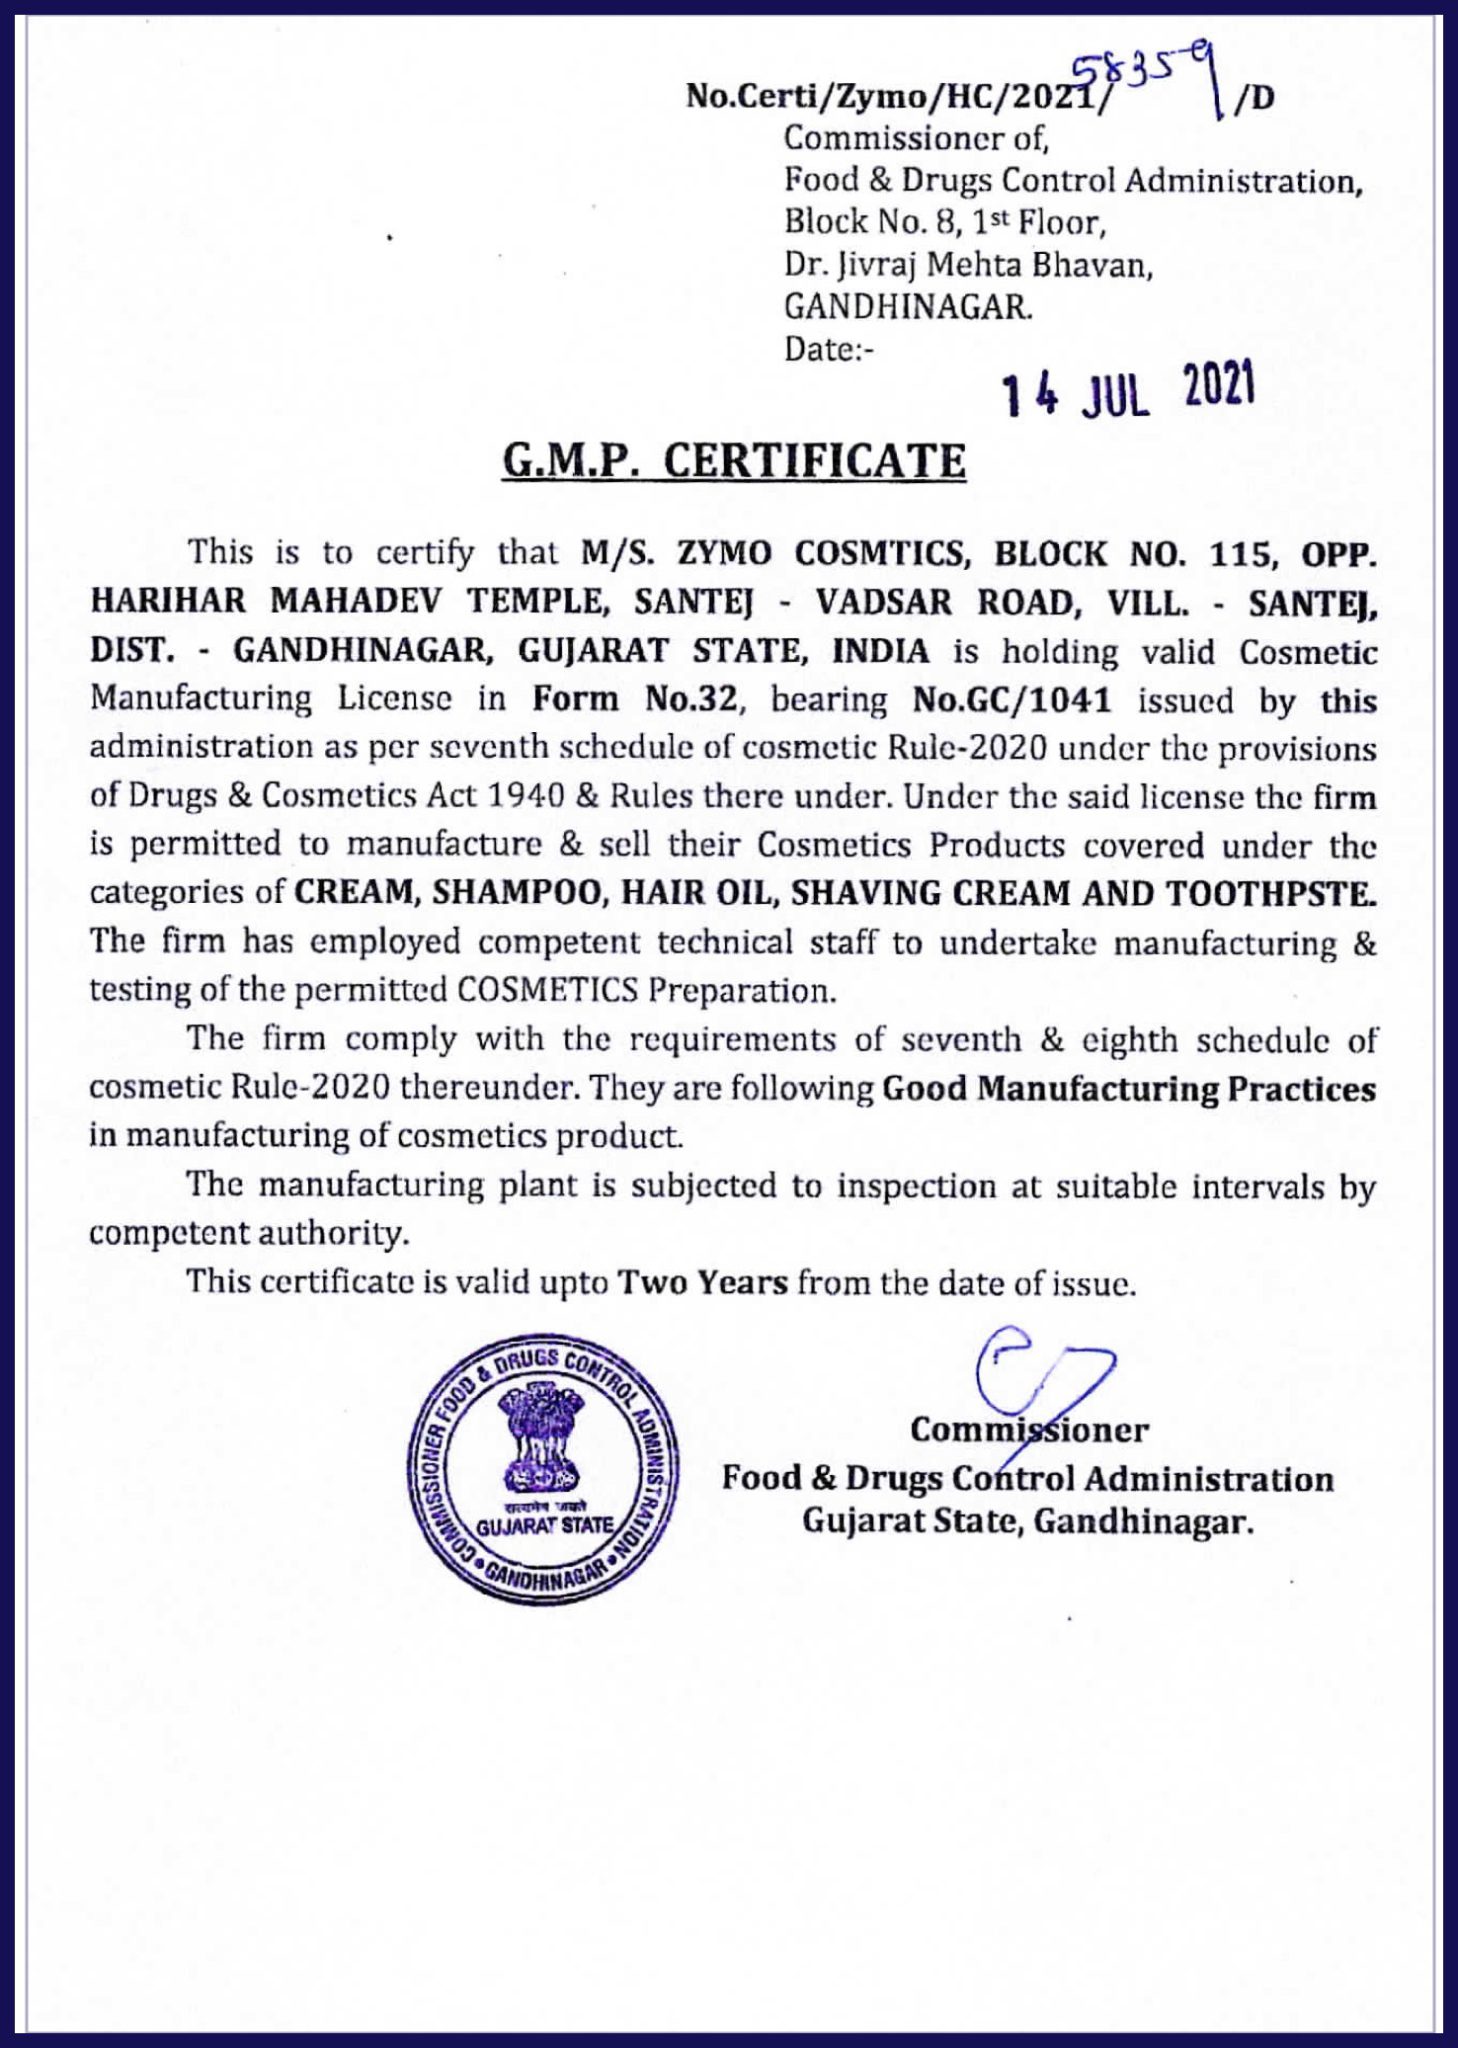 No.Certi/Zymo/HC/2021/58359/D
Commissioner of,
Food & Drugs Control Administration,
Block No. 8, 1st Floor,
Dr. Jivraj Mehta Bhavan,
GANDHINAGAR.
Date:-
14 JUL 2021
G.M.P. CERTIFICATE
This is to certify that M/S. ZYMO COSMTICS, BLOCK NO. 115, OPP.
HARIHAR MAHADEV TEMPLE, SANTEJ - VADSAR ROAD, VILL. - SANTEJ,
DIST. - GANDHINAGAR, GUJARAT STATE, INDIA is holding valid Cosmetic
Manufacturing License in Form No.32, bearing No.GC/1041 issued by this
administration as per seventh schedule of cosmetic Rule-2020 under the provisions
of Drugs & Cosmetics Act 1940 & Rules there under. Under the said license the firm
is permitted to manufacture & sell their Cosmetics Products covered under the
categories of CREAM, SHAMPOO, HAIR OIL, SHAVING CREAM AND TOOTHPSTE.
The firm has employed competent technical staff to undertake manufacturing &
testing of the permitted COSMETICS Preparation.
The firm comply with the requirements of seventh & eighth schedule of
cosmetic Rule-2020 thereunder. They are following Good Manufacturing Practices
in manufacturing of cosmetics product.
The manufacturing plant is subjected to inspection at suitable intervals by
competent authority.
This certificate is valid upto Two Years from the date of issue.
COMMISSIONER FOOD & DRUGS CONTROL ADMINISTRATION
सत्यमेव जयते
GUJARAT STATE
• GANDHINAGAR •
Commissioner
Food & Drugs Control Administration
Gujarat State, Gandhinagar.